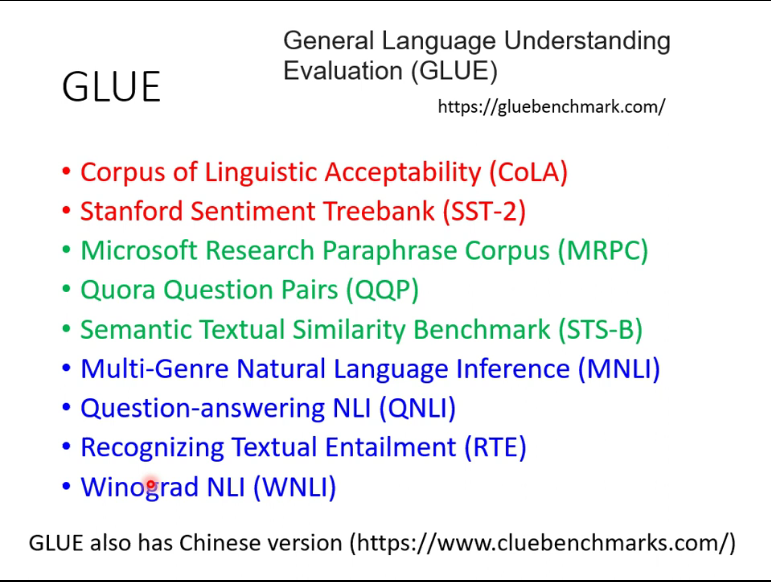 General Language Understanding
Evaluation (GLUE)
GLUE
https://gluebenchmark.com/
• Corpus of Linguistic Acceptability (CoLA)
• Stanford Sentiment Treebank (SST-2)
• Microsoft Research Paraphrase Corpus (MRPC)
• Quora Question Pairs (QQP)
• Semantic Textual Similarity Benchmark (STS-B)
• Multi-Genre Natural Language Inference (MNLI)
• Question-answering NLI (QNLI)
• Recognizing Textual Entailment (RTE)
• Winograd NLI (WNLI)
GLUE also has Chinese version (https://www.cluebenchmarks.com/)